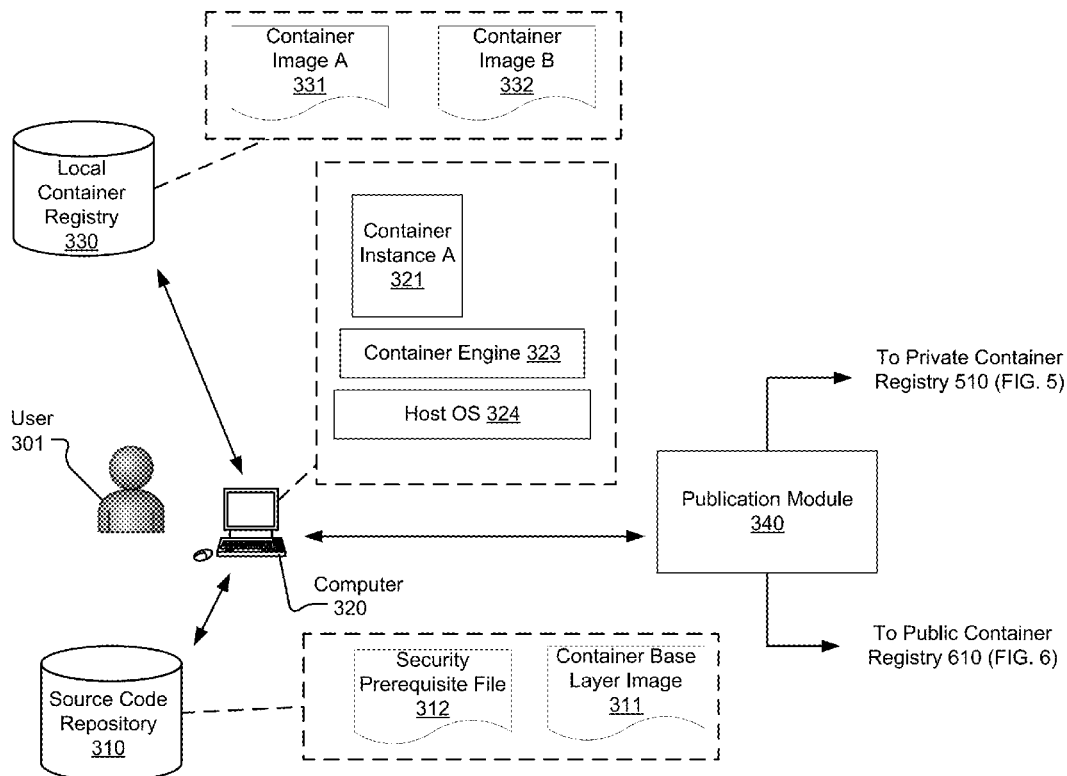 Container
Image A
331
Container
Image B
332
Local
Container
Registry
330
Container
Instance A
321
Container Engine 323
Host OS 324
To Private Container
Registry 510 (FIG. 5)
User
301
Publication Module
340
Computer
320
To Public Container
Registry 610 (FIG. 6)
Security
Prerequisite File
312
Container Base
Layer Image
311
Source Code
Repository
310